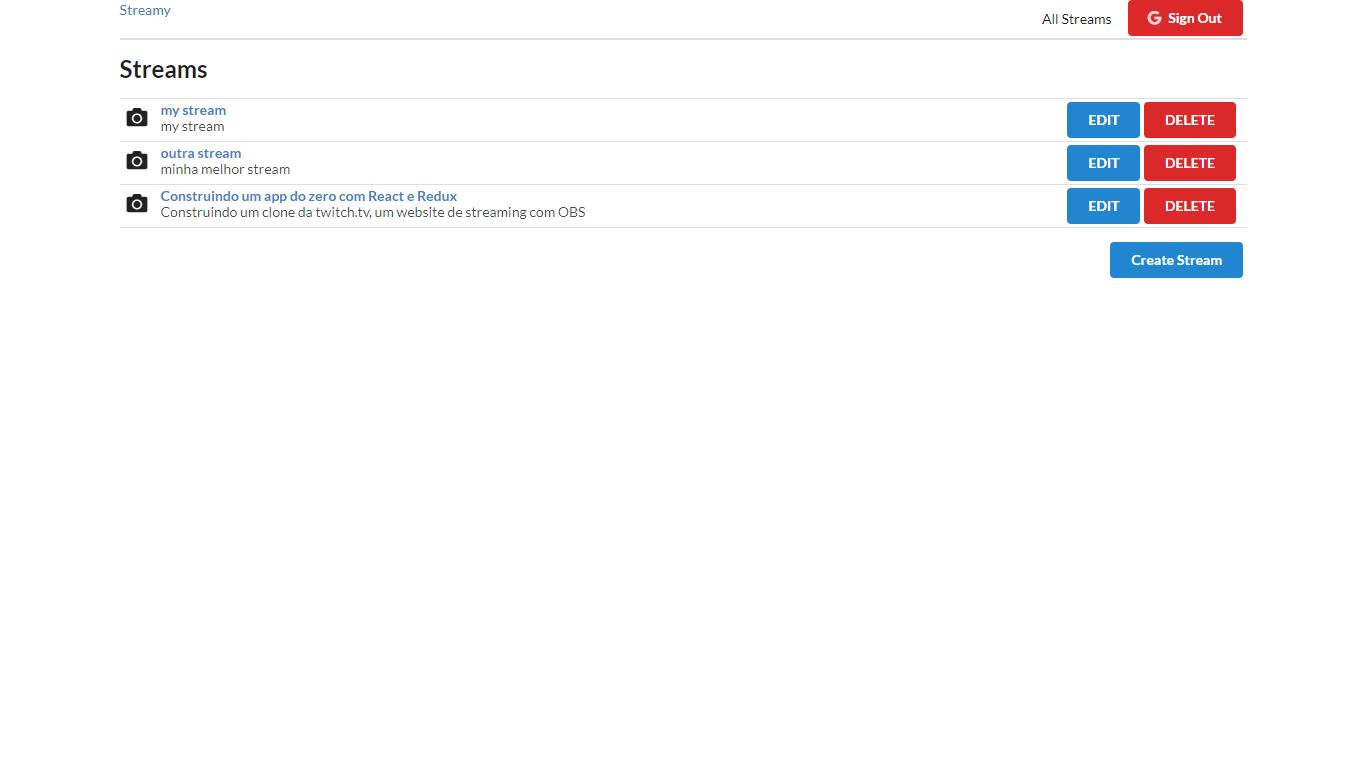 Streamy
All Streams
Sign Out
Streams
my stream
my stream
EDIT
DELETE
outra stream
minha melhor stream
EDIT
DELETE
Construindo um app do zero com React e Redux
Construindo um clone da twitch.tv, um website de streaming com OBS
EDIT
DELETE
Create Stream